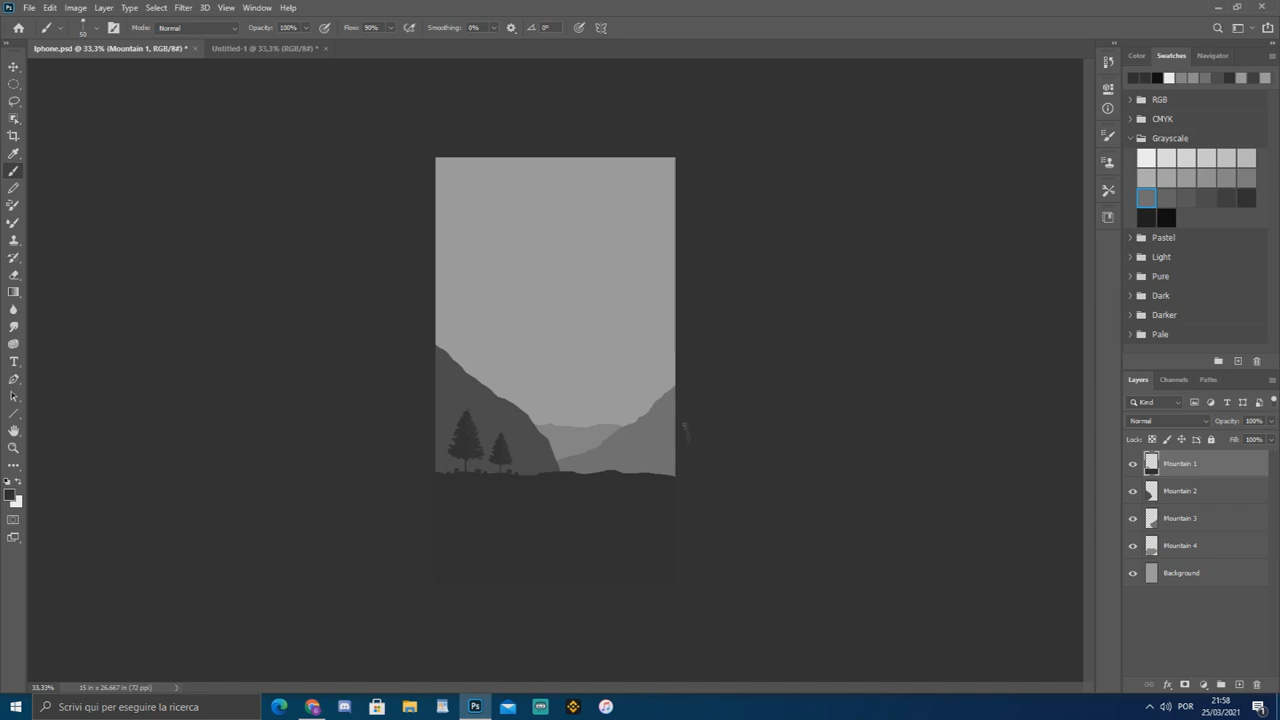 File Edit Image Layer Type Select Filter 3D View Window Help
50 Mode: Normal Opacity: 100% Flow: 90% Smoothing: 0% 0°
Iphone.psd @ 33,3% (Mountain 1, RGB/8#) * × Untitled-1 @ 33,3% (RGB/8#) * ×
Color Swatches Navigator
RGB
CMYK
Grayscale
Pastel
Light
Pure
Dark
Darker
Pale
Layers Channels Paths
Kind
Normal Opacity: 100%
Lock: Fill: 100%
Mountain 1
Mountain 2
Mountain 3
Mountain 4
Background
33.33% 15 in x 26.667 in (72 ppi)
Scrivi qui per eseguire la ricerca
POR
21:58
25/03/2021